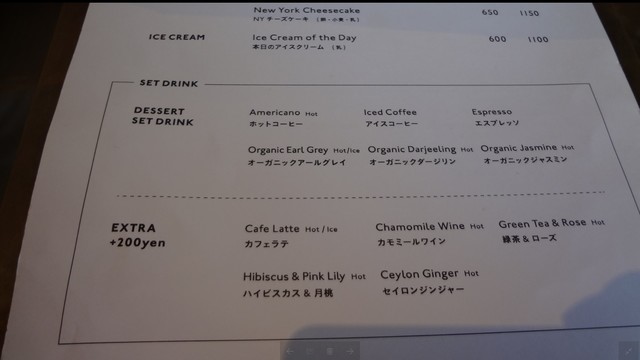 New York Cheesecake 650 1150
NY チーズケーキ （卵・小麦・乳）
ICE CREAM Ice Cream of the Day 600 1100
本日のアイスクリーム （乳）
SET DRINK
DESSERT SET DRINK
Americano Hot Iced Coffee Espresso
ホットコーヒー アイスコーヒー エスプレッソ
Organic Earl Grey Hot/Ice Organic Darjeeling Hot Organic Jasmine Hot
オーガニックアールグレイ オーガニックダージリン オーガニックジャスミン
EXTRA +200yen
Cafe Latte Hot / Ice Chamomile Wine Hot Green Tea & Rose Hot
カフェラテ カモミールワイン 緑茶 & ローズ
Hibiscus & Pink Lily Hot Ceylon Ginger Hot
ハイビスカス & 月桃 セイロンジンジャー